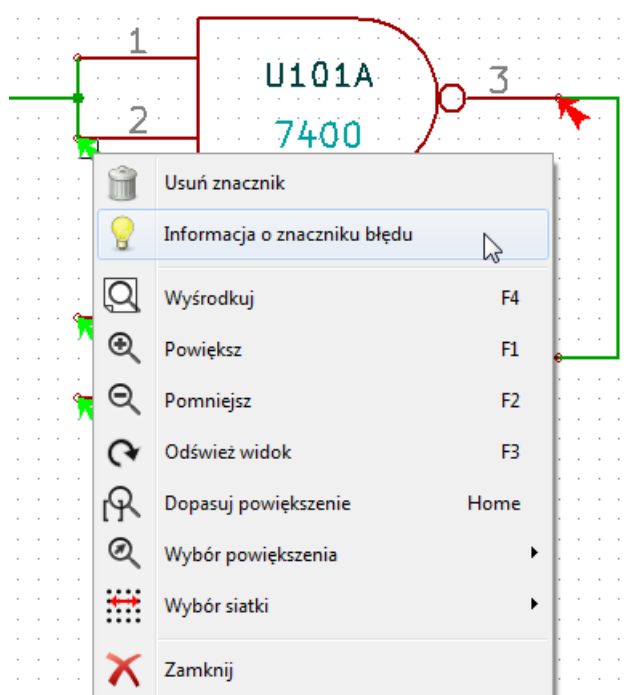 1
U101A
3
2
7400
Usuń znacznik
Informacja o znaczniku błędu
Wyśrodkuj F4
Powiększ F1
Pomniejsz F2
Odśwież widok F3
Dopasuj powiększenie Home
Wybór powiększenia
Wybór siatki
Zamknij